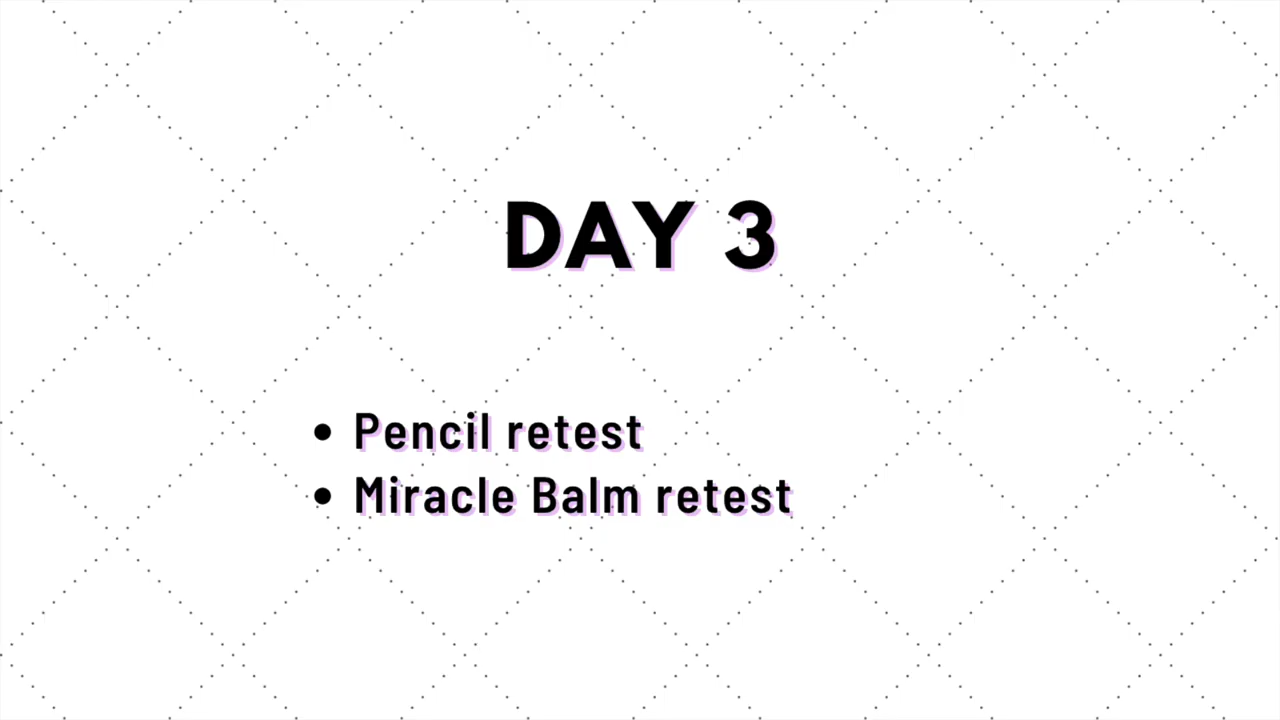 DAY 3
• Pencil retest
• Miracle Balm retest